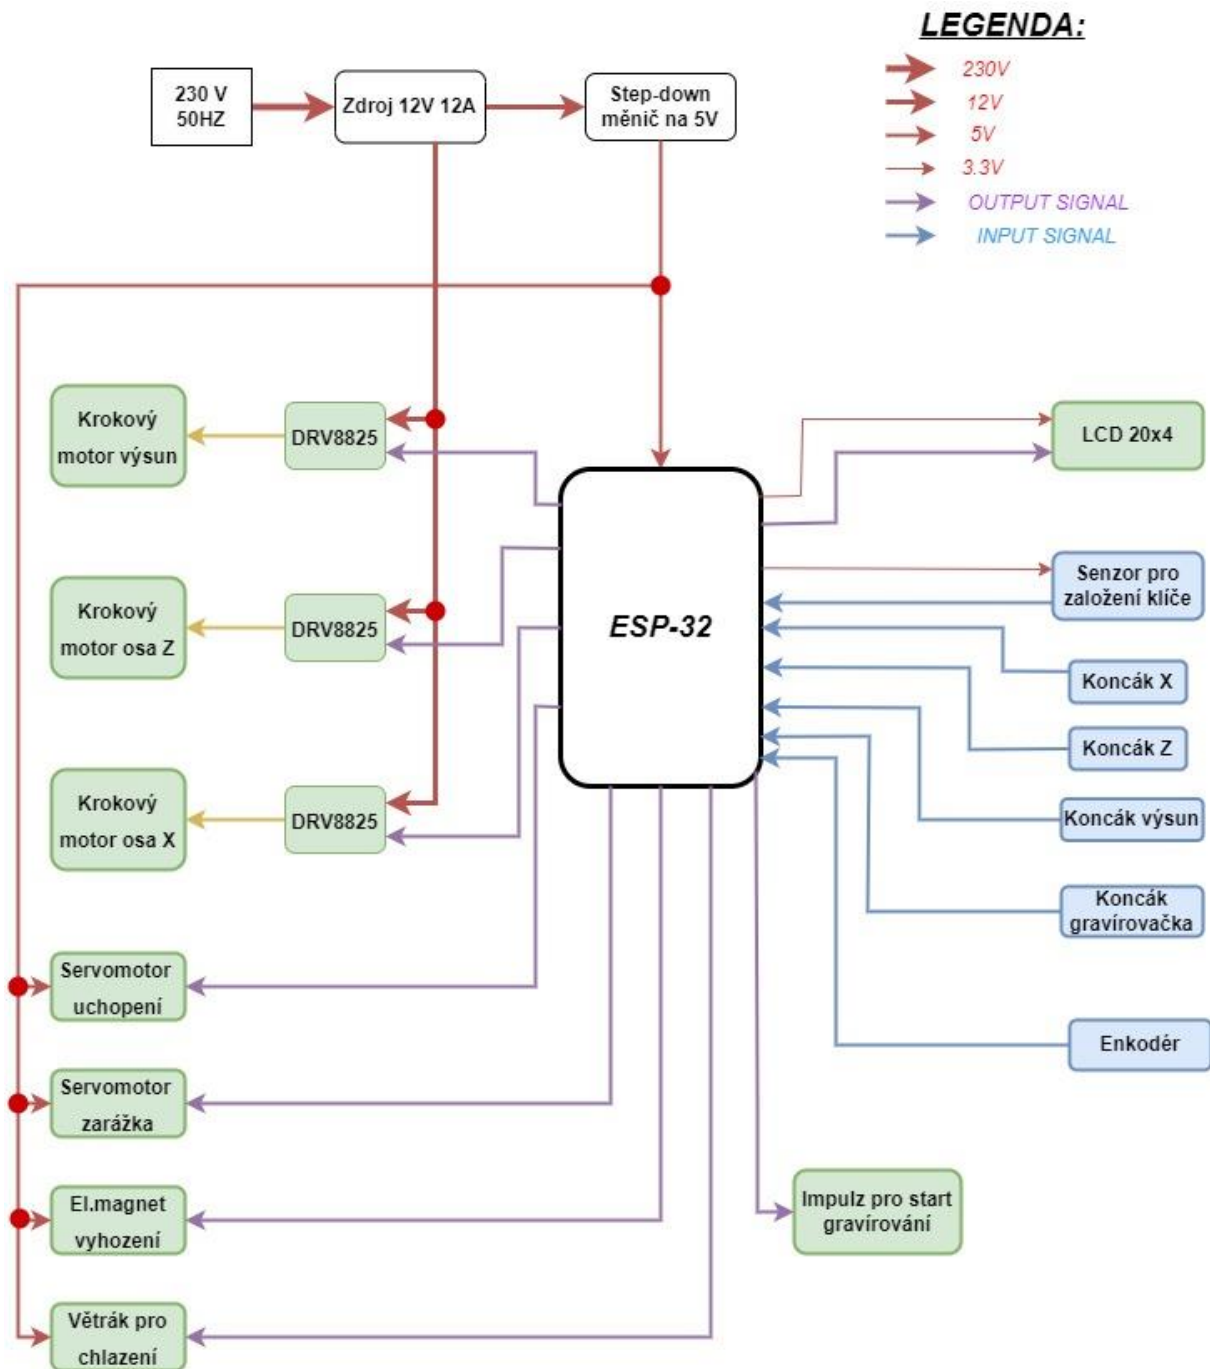 LEGENDA:
230V
12V
5V
3.3V
OUTPUT SIGNAL
INPUT SIGNAL
230 V
50HZ
Zdroj 12V 12A
Step-down
měnič na 5V
Krokový
motor výsun
DRV8825
Krokový
motor osa Z
DRV8825
Krokový
motor osa X
DRV8825
ESP-32
LCD 20x4
Senzor pro
založení klíče
Koncák X
Koncák Z
Koncák výsun
Koncák
gravírovačka
Enkodér
Servomotor
uchopení
Servomotor
zarážka
El.magnet
vyhození
Větrák pro
chlazení
Impulz pro start
gravírování